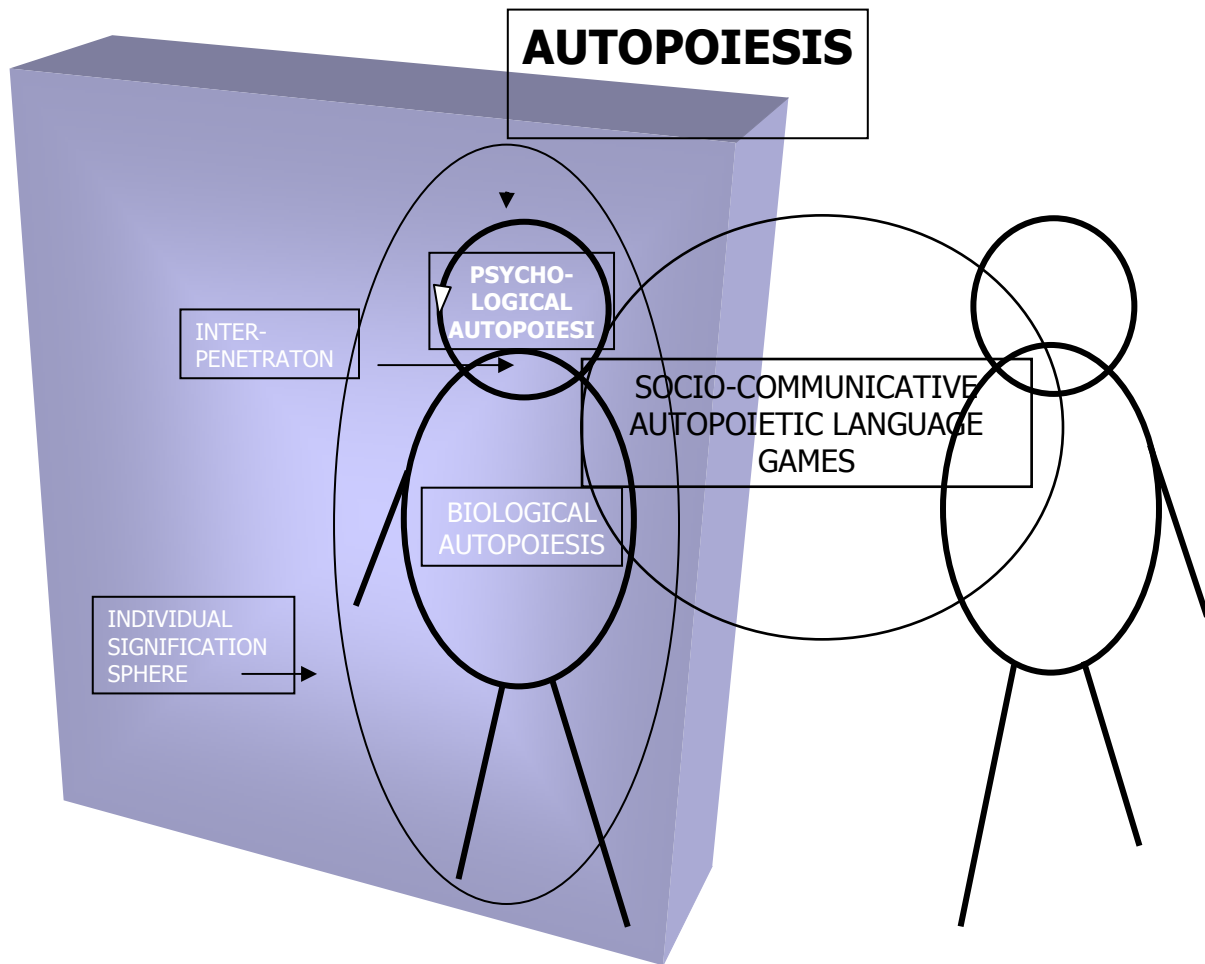 AUTOPOIESIS
PSYCHO-
LOGICAL
AUTOPOIESI
INTER-
PENETRATON
SOCIO-COMMUNICATIVE
AUTOPOIETIC LANGUAGE
GAMES
BIOLOGICAL
AUTOPOIESIS
INDIVIDUAL
SIGNIFICATION
SPHERE